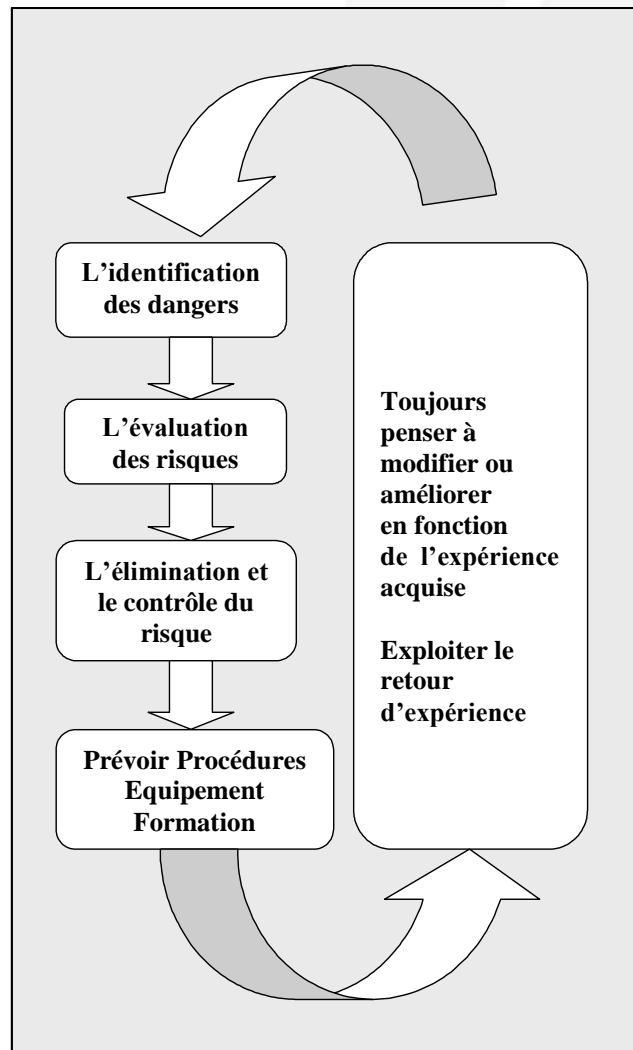 L’identification
des dangers
L’évaluation
des risques
L’élimination et
le contrôle du
risque
Prévoir Procédures
Equipement
Formation
Toujours
penser à
modifier ou
améliorer
en fonction
de l’expérience
acquise
Exploiter le
retour
d’expérience